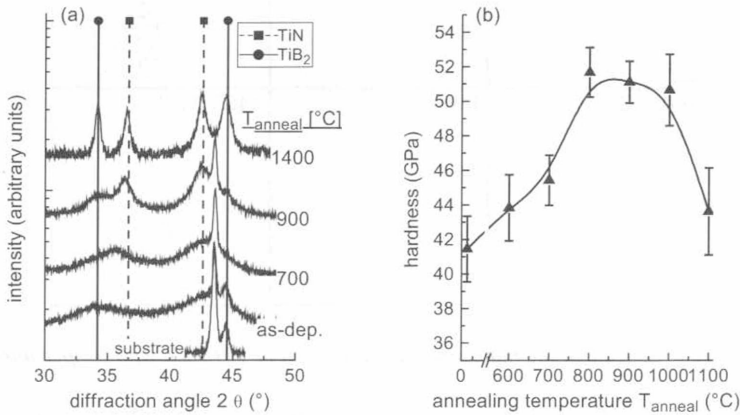 (a)
TiN
TiB2
Tanneal [°C]
1400
900
700
as-dep.
substrate
intensity (arbitrary units)
30 35 40 45 50
diffraction angle 2 θ (°)
(b)
54
52
50
48
46
44
42
40
38
36
hardness (GPa)
0 600 700 800 900 1000 1100
annealing temperature Tanneal (°C)